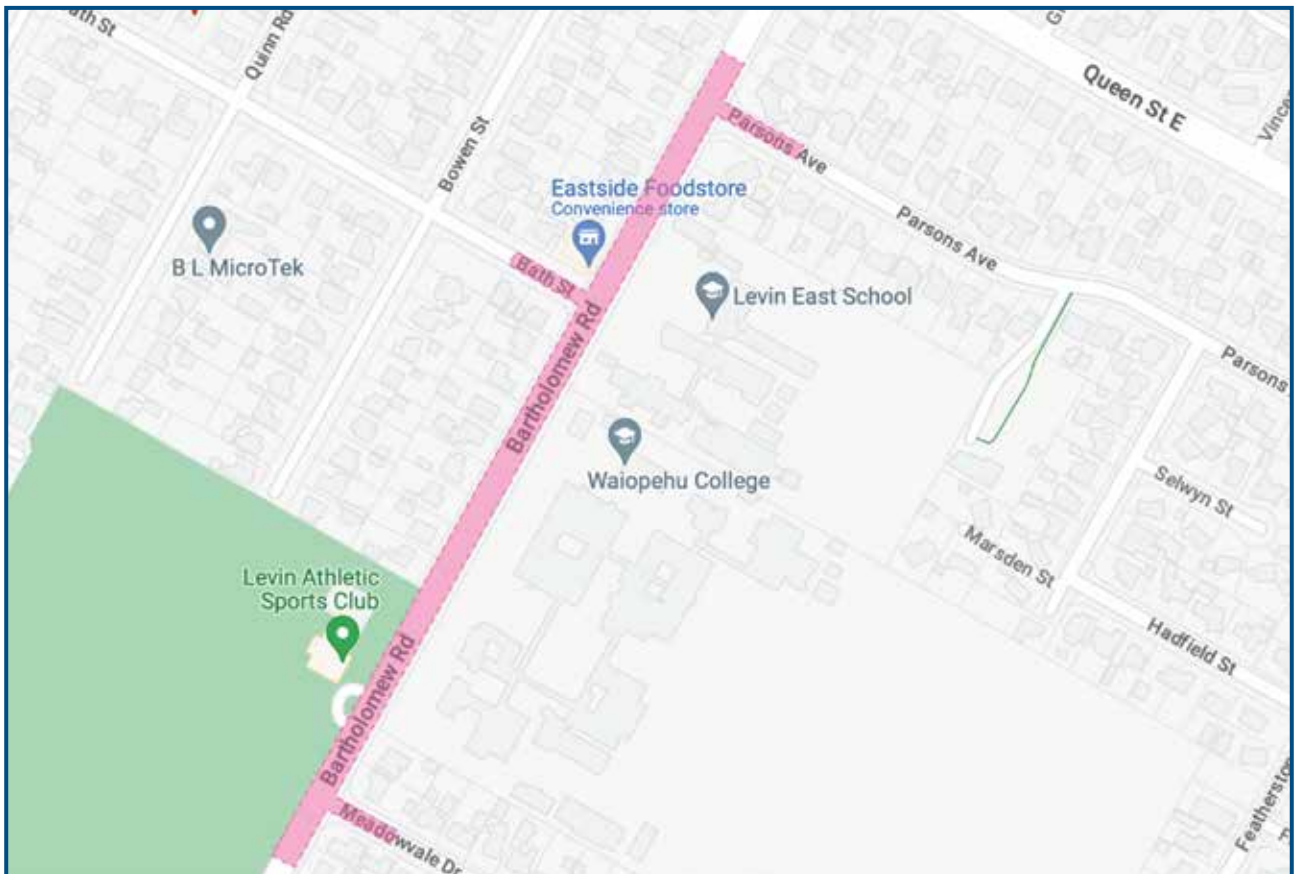 ath St
Quinn Rd
Queen St E
Bowen St
Parsons Ave
Eastside Foodstore
Convenience store
Parsons Ave
B L MicroTek
Bath St
Levin East School
Bartholomew Rd
Parsons
Waiopehu College
Selwyn St
Marsden St
Levin Athletic
Sports Club
Hadfield St
Bartholomew Rd
Meadowvale Dr
Featherston